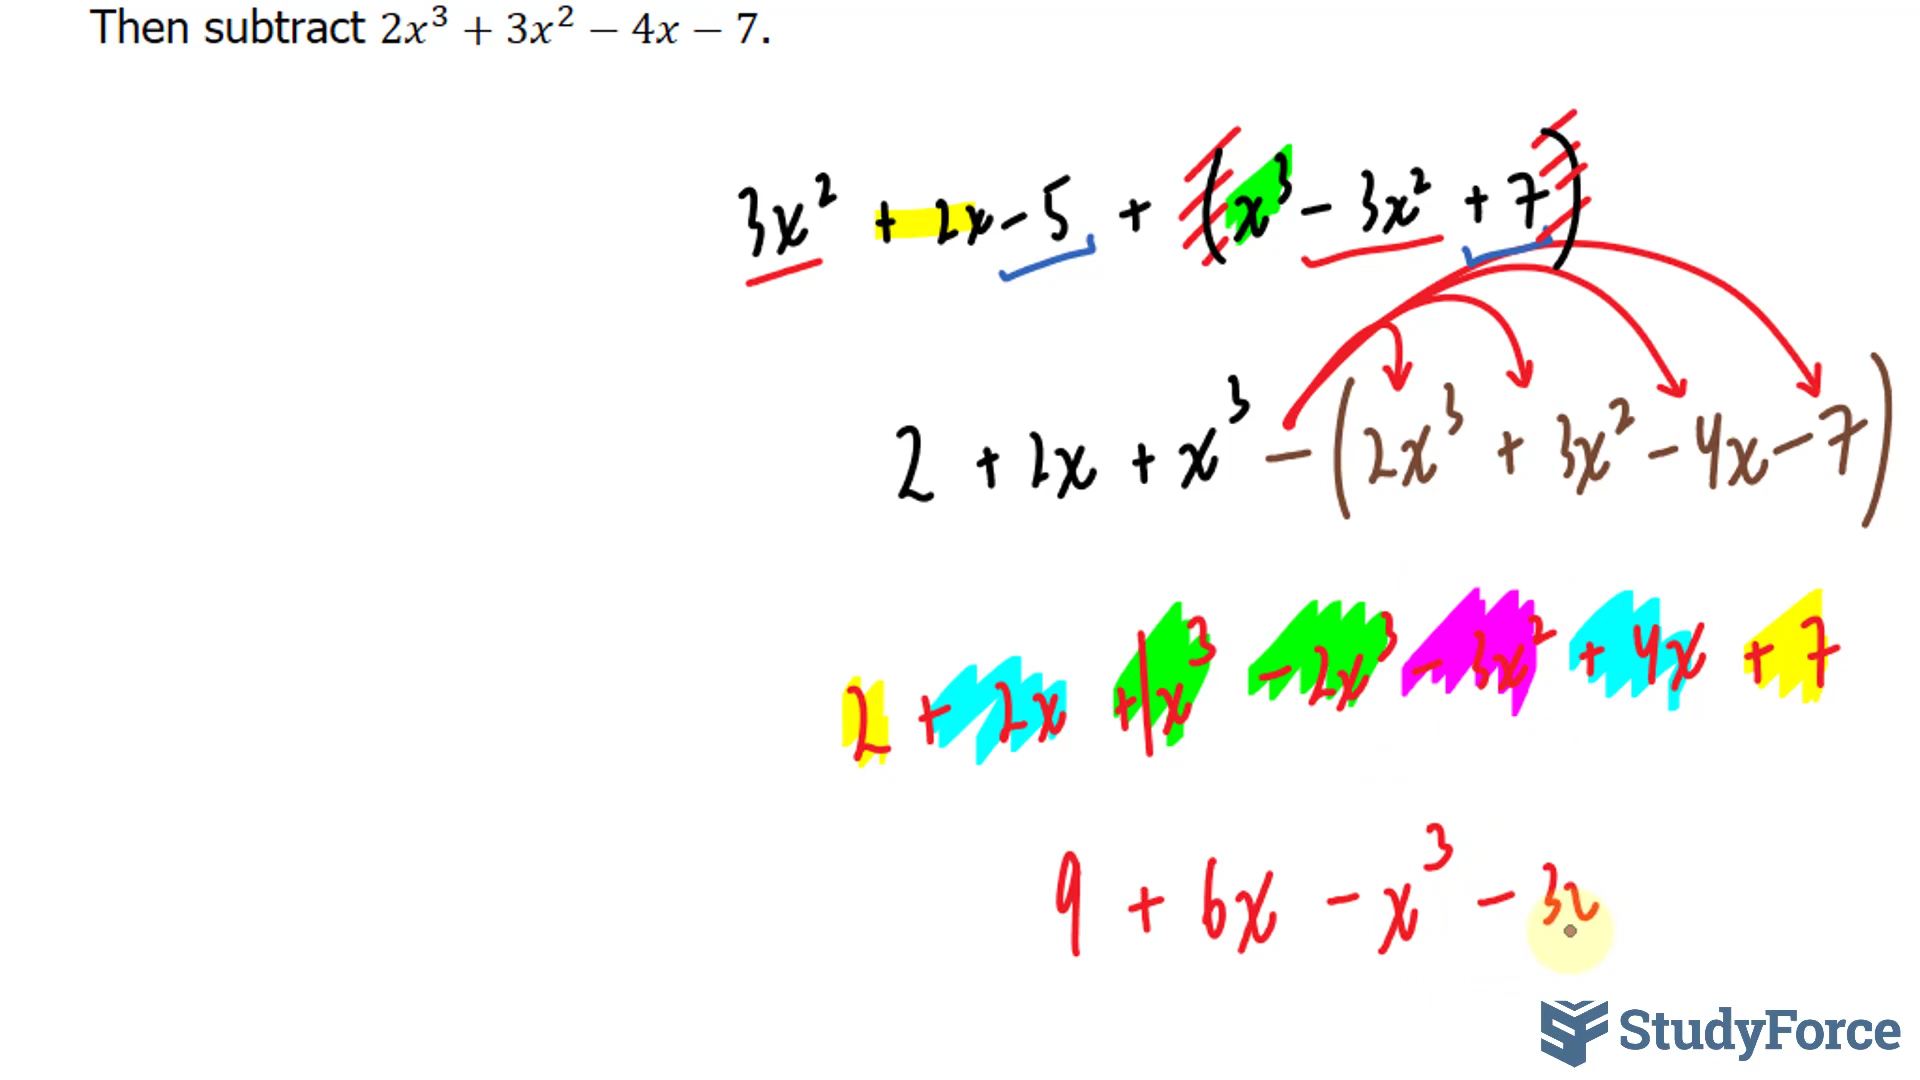 Then subtract 2x³ + 3x² − 4x − 7.
3x² + 2x − 5 + (x³ − 3x² + 7)
2 + 2x + x³ − (2x³ + 3x² − 4x − 7)
2 + 2x + 1x³ − 2x³ − 3x² + 4x + 7
9 + 6x − x³ − 3x
StudyForce